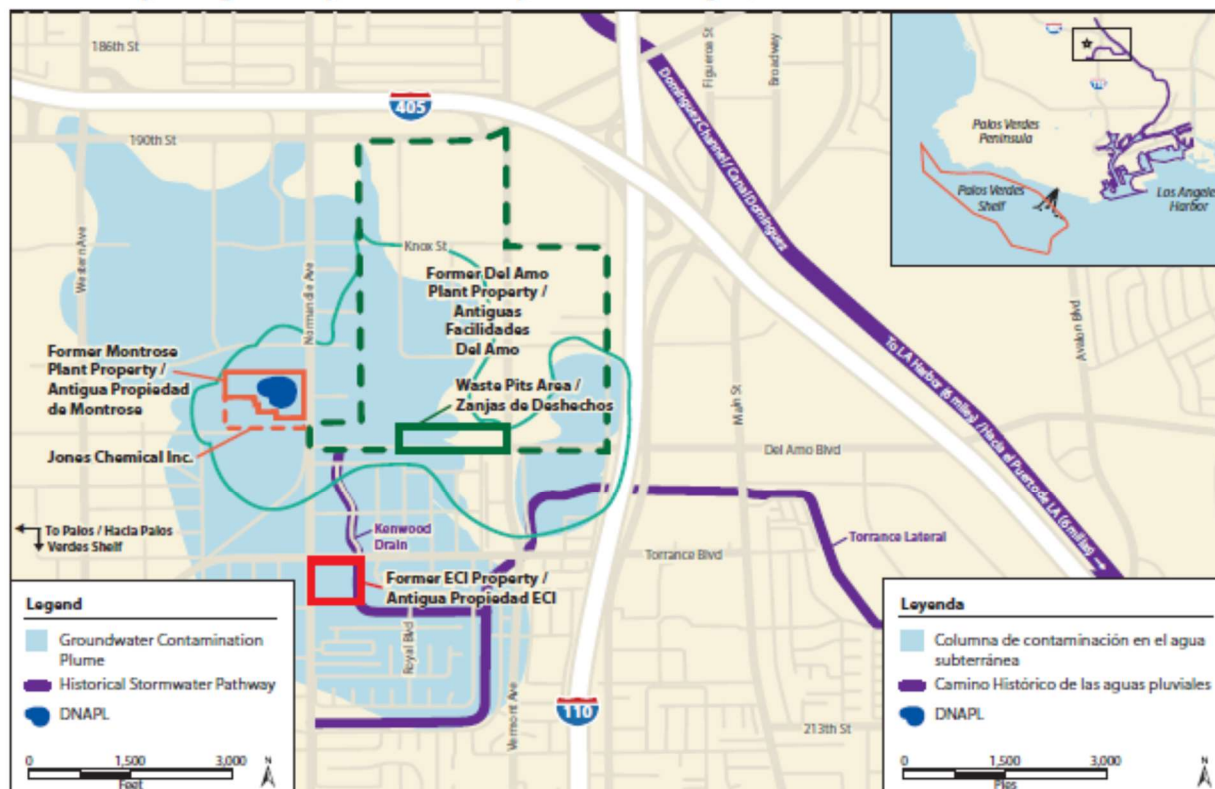 186th St
405
190th St
Figueroa St
Broadway
Dominguez Channel / Canal Dominguez
Palos Verdes
Peninsula
Palos Verdes
Shelf
Los Angeles
Harbor
110
Western Ave
Normandie Ave
Knox St
Former Del Amo
Plant Property /
Antiguas
Facilidades
Del Amo
Former Montrose
Plant Property /
Antigua Propiedad
de Montrose
Waste Pits Area /
Zanjas de Deshechos
Jones Chemical Inc.
Main St
Avalon Blvd
To LA Harbor (6 miles) / Hacia el Puerto de LA (6 millas)
Del Amo Blvd
To Palos / Hacia Palos
Verdes Shelf
Kenwood
Drain
Torrance Blvd
Torrance Lateral
Former ECI Property /
Antigua Propiedad ECI
Royal Blvd
Vermont Ave
110
213th St
Legend
Groundwater Contamination
Plume
Historical Stormwater Pathway
DNAPL
0 1,500 3,000
Feet
N
Leyenda
Columna de contaminación en el agua
subterránea
Camino Histórico de las aguas pluviales
DNAPL
0 1,500 3,000
Pies
N